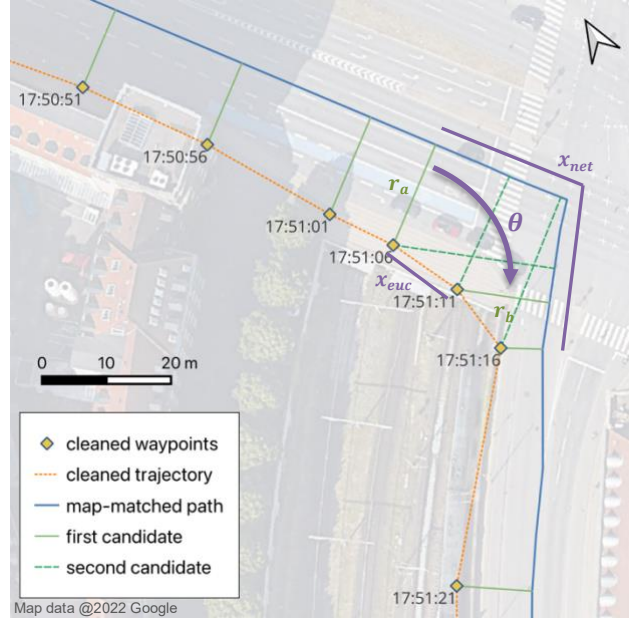 17:50:51
17:50:56
17:51:01
17:51:06
17:51:11
17:51:16
17:51:21
x_net
r_a
θ
x_euc
r_b
0 10 20 m
cleaned waypoints
cleaned trajectory
map-matched path
first candidate
second candidate
Map data @2022 Google